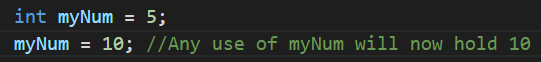 int myNum = 5;
myNum = 10; //Any use of myNum will now hold 10